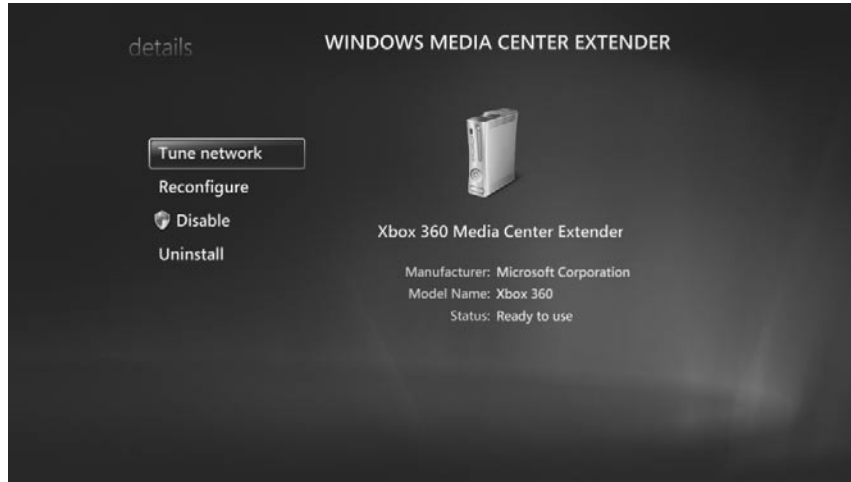 details
WINDOWS MEDIA CENTER EXTENDER
Tune network
Reconfigure
Disable
Uninstall
Xbox 360 Media Center Extender
Manufacturer: Microsoft Corporation
Model Name: Xbox 360
Status: Ready to use